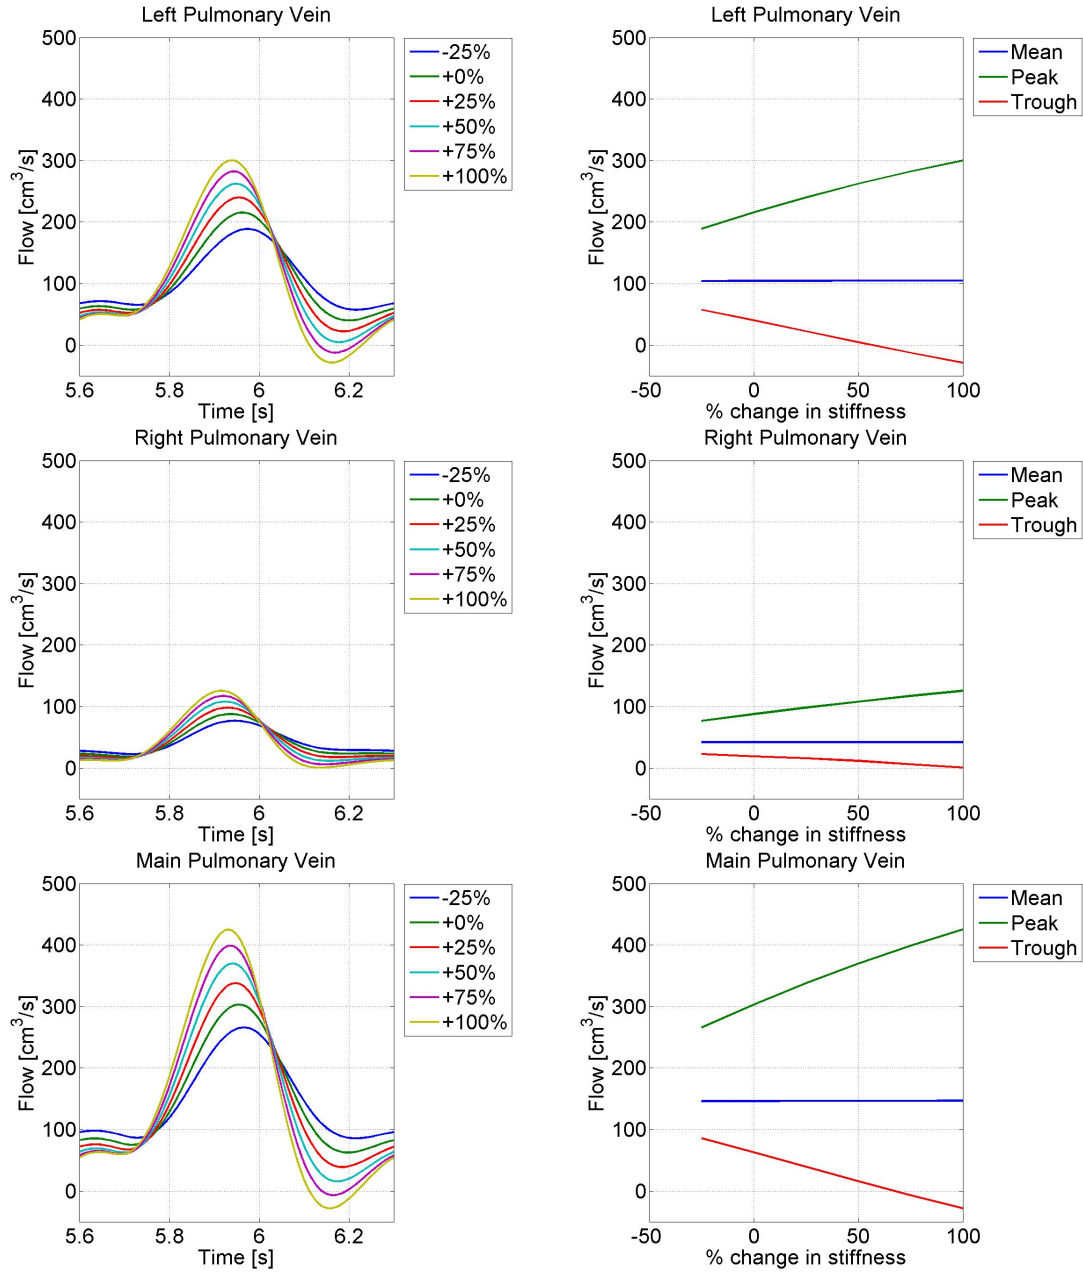 Left Pulmonary Vein
500
400
300
200
100
0
Flow [cm³/s]
5.6
5.8
6
6.2
Time [s]
-25%
+0%
+25%
+50%
+75%
+100%
Left Pulmonary Vein
500
400
300
200
100
0
Flow [cm³/s]
-50
0
50
100
% change in stiffness
Mean
Peak
Trough
Right Pulmonary Vein
500
400
300
200
100
0
Flow [cm³/s]
5.6
5.8
6
6.2
Time [s]
-25%
+0%
+25%
+50%
+75%
+100%
Right Pulmonary Vein
500
400
300
200
100
0
Flow [cm³/s]
-50
0
50
100
% change in stiffness
Mean
Peak
Trough
Main Pulmonary Vein
500
400
300
200
100
0
Flow [cm³/s]
5.6
5.8
6
6.2
Time [s]
-25%
+0%
+25%
+50%
+75%
+100%
Main Pulmonary Vein
500
400
300
200
100
0
Flow [cm³/s]
-50
0
50
100
% change in stiffness
Mean
Peak
Trough